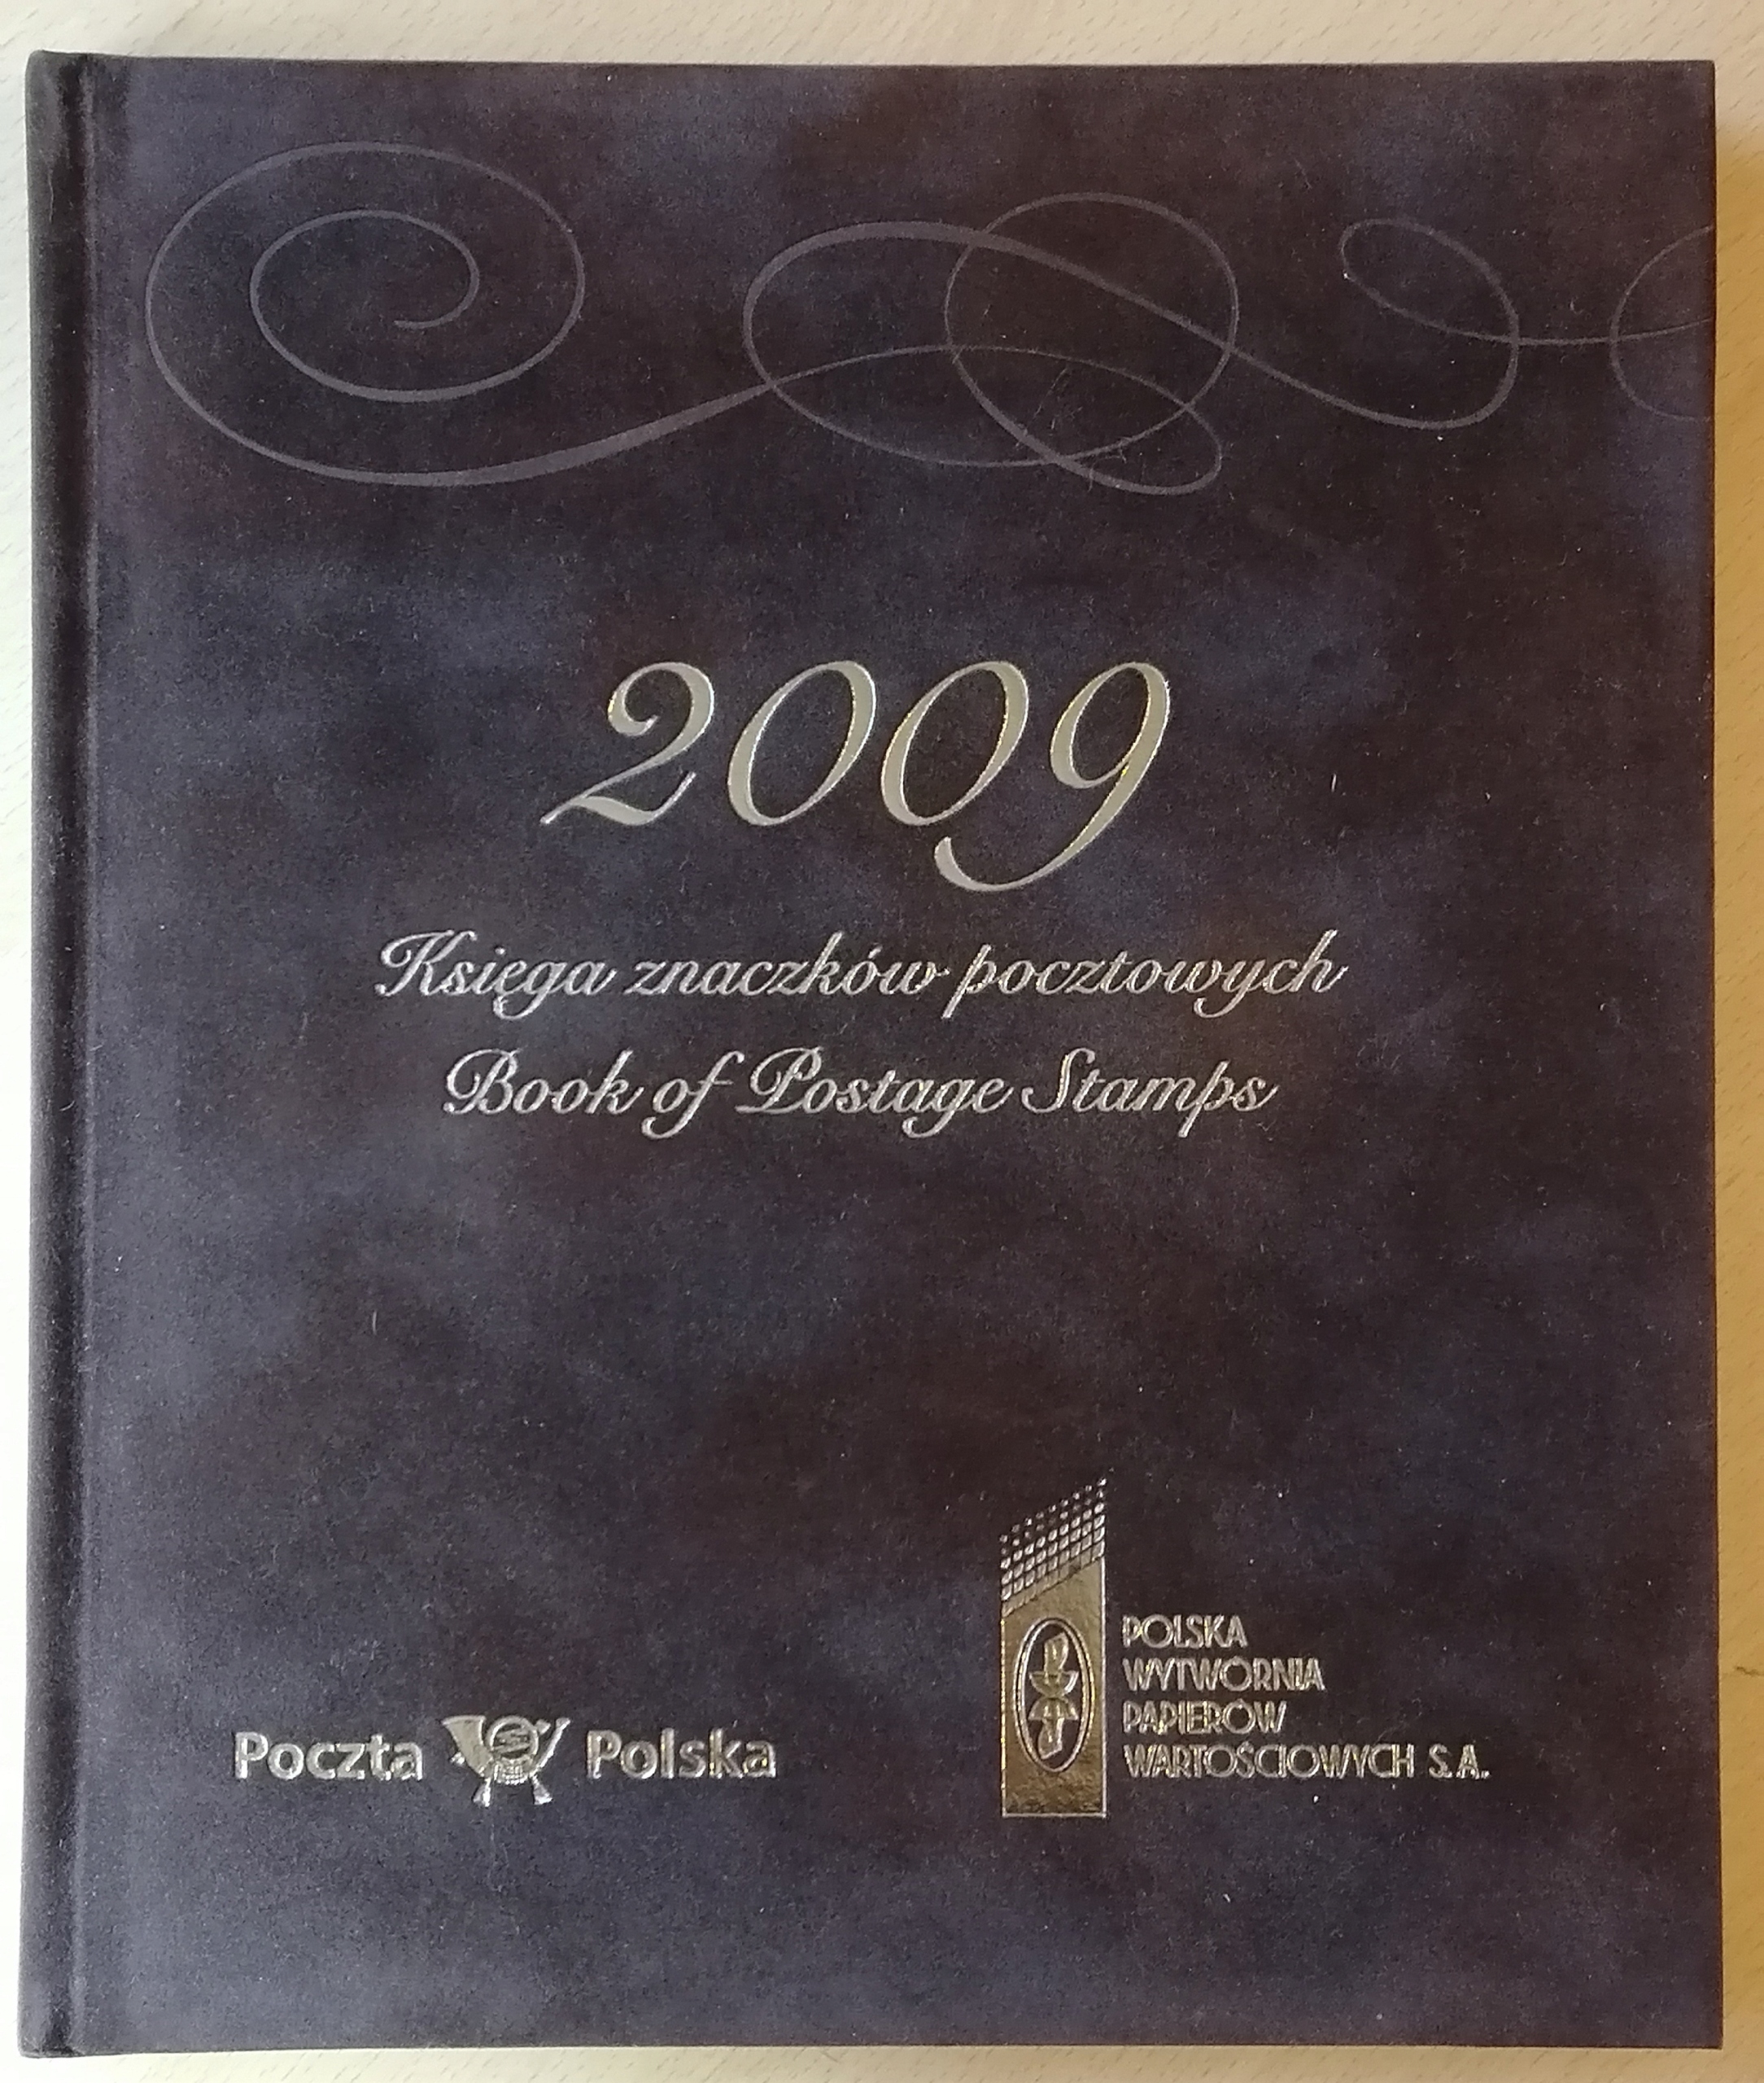 2009
Księga znaczków pocztowych
Book of Postage Stamps
Poczta Polska
POLSKA
WYTWÓRNIA
PAPIERÓW
WARTOŚCIOWYCH S.A.